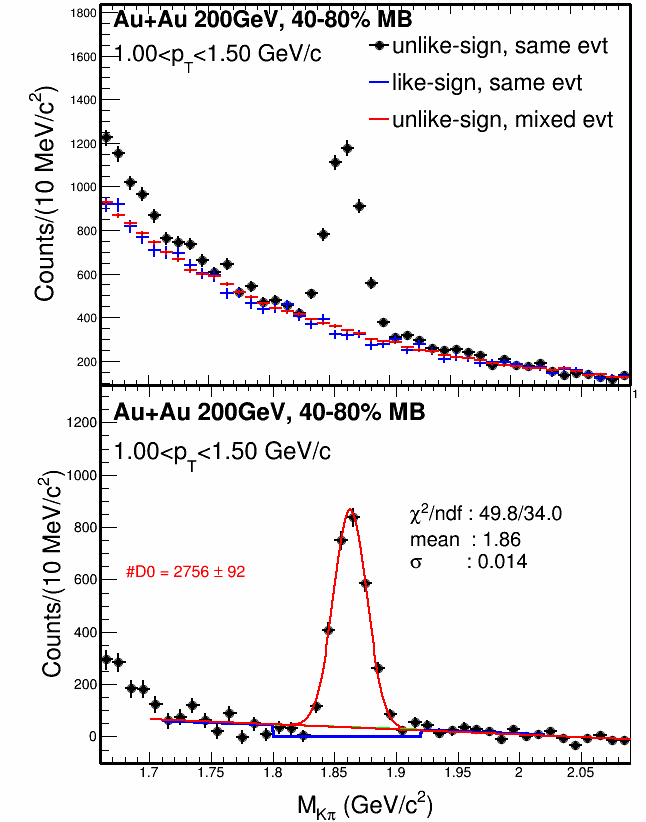 Au+Au 200GeV, 40-80% MB
1.00<p_T<1.50 GeV/c
unlike-sign, same evt
like-sign, same evt
unlike-sign, mixed evt
Counts/(10 MeV/c²)
1800
1600
1400
1200
1000
800
600
400
200
1
Au+Au 200GeV, 40-80% MB
1.00<p_T<1.50 GeV/c
χ²/ndf : 49.8/34.0
mean : 1.86
σ : 0.014
#D0 = 2756 ± 92
Counts/(10 MeV/c²)
1200
1000
800
600
400
200
0
1.7 1.75 1.8 1.85 1.9 1.95 2 2.05
M_Kπ (GeV/c²)